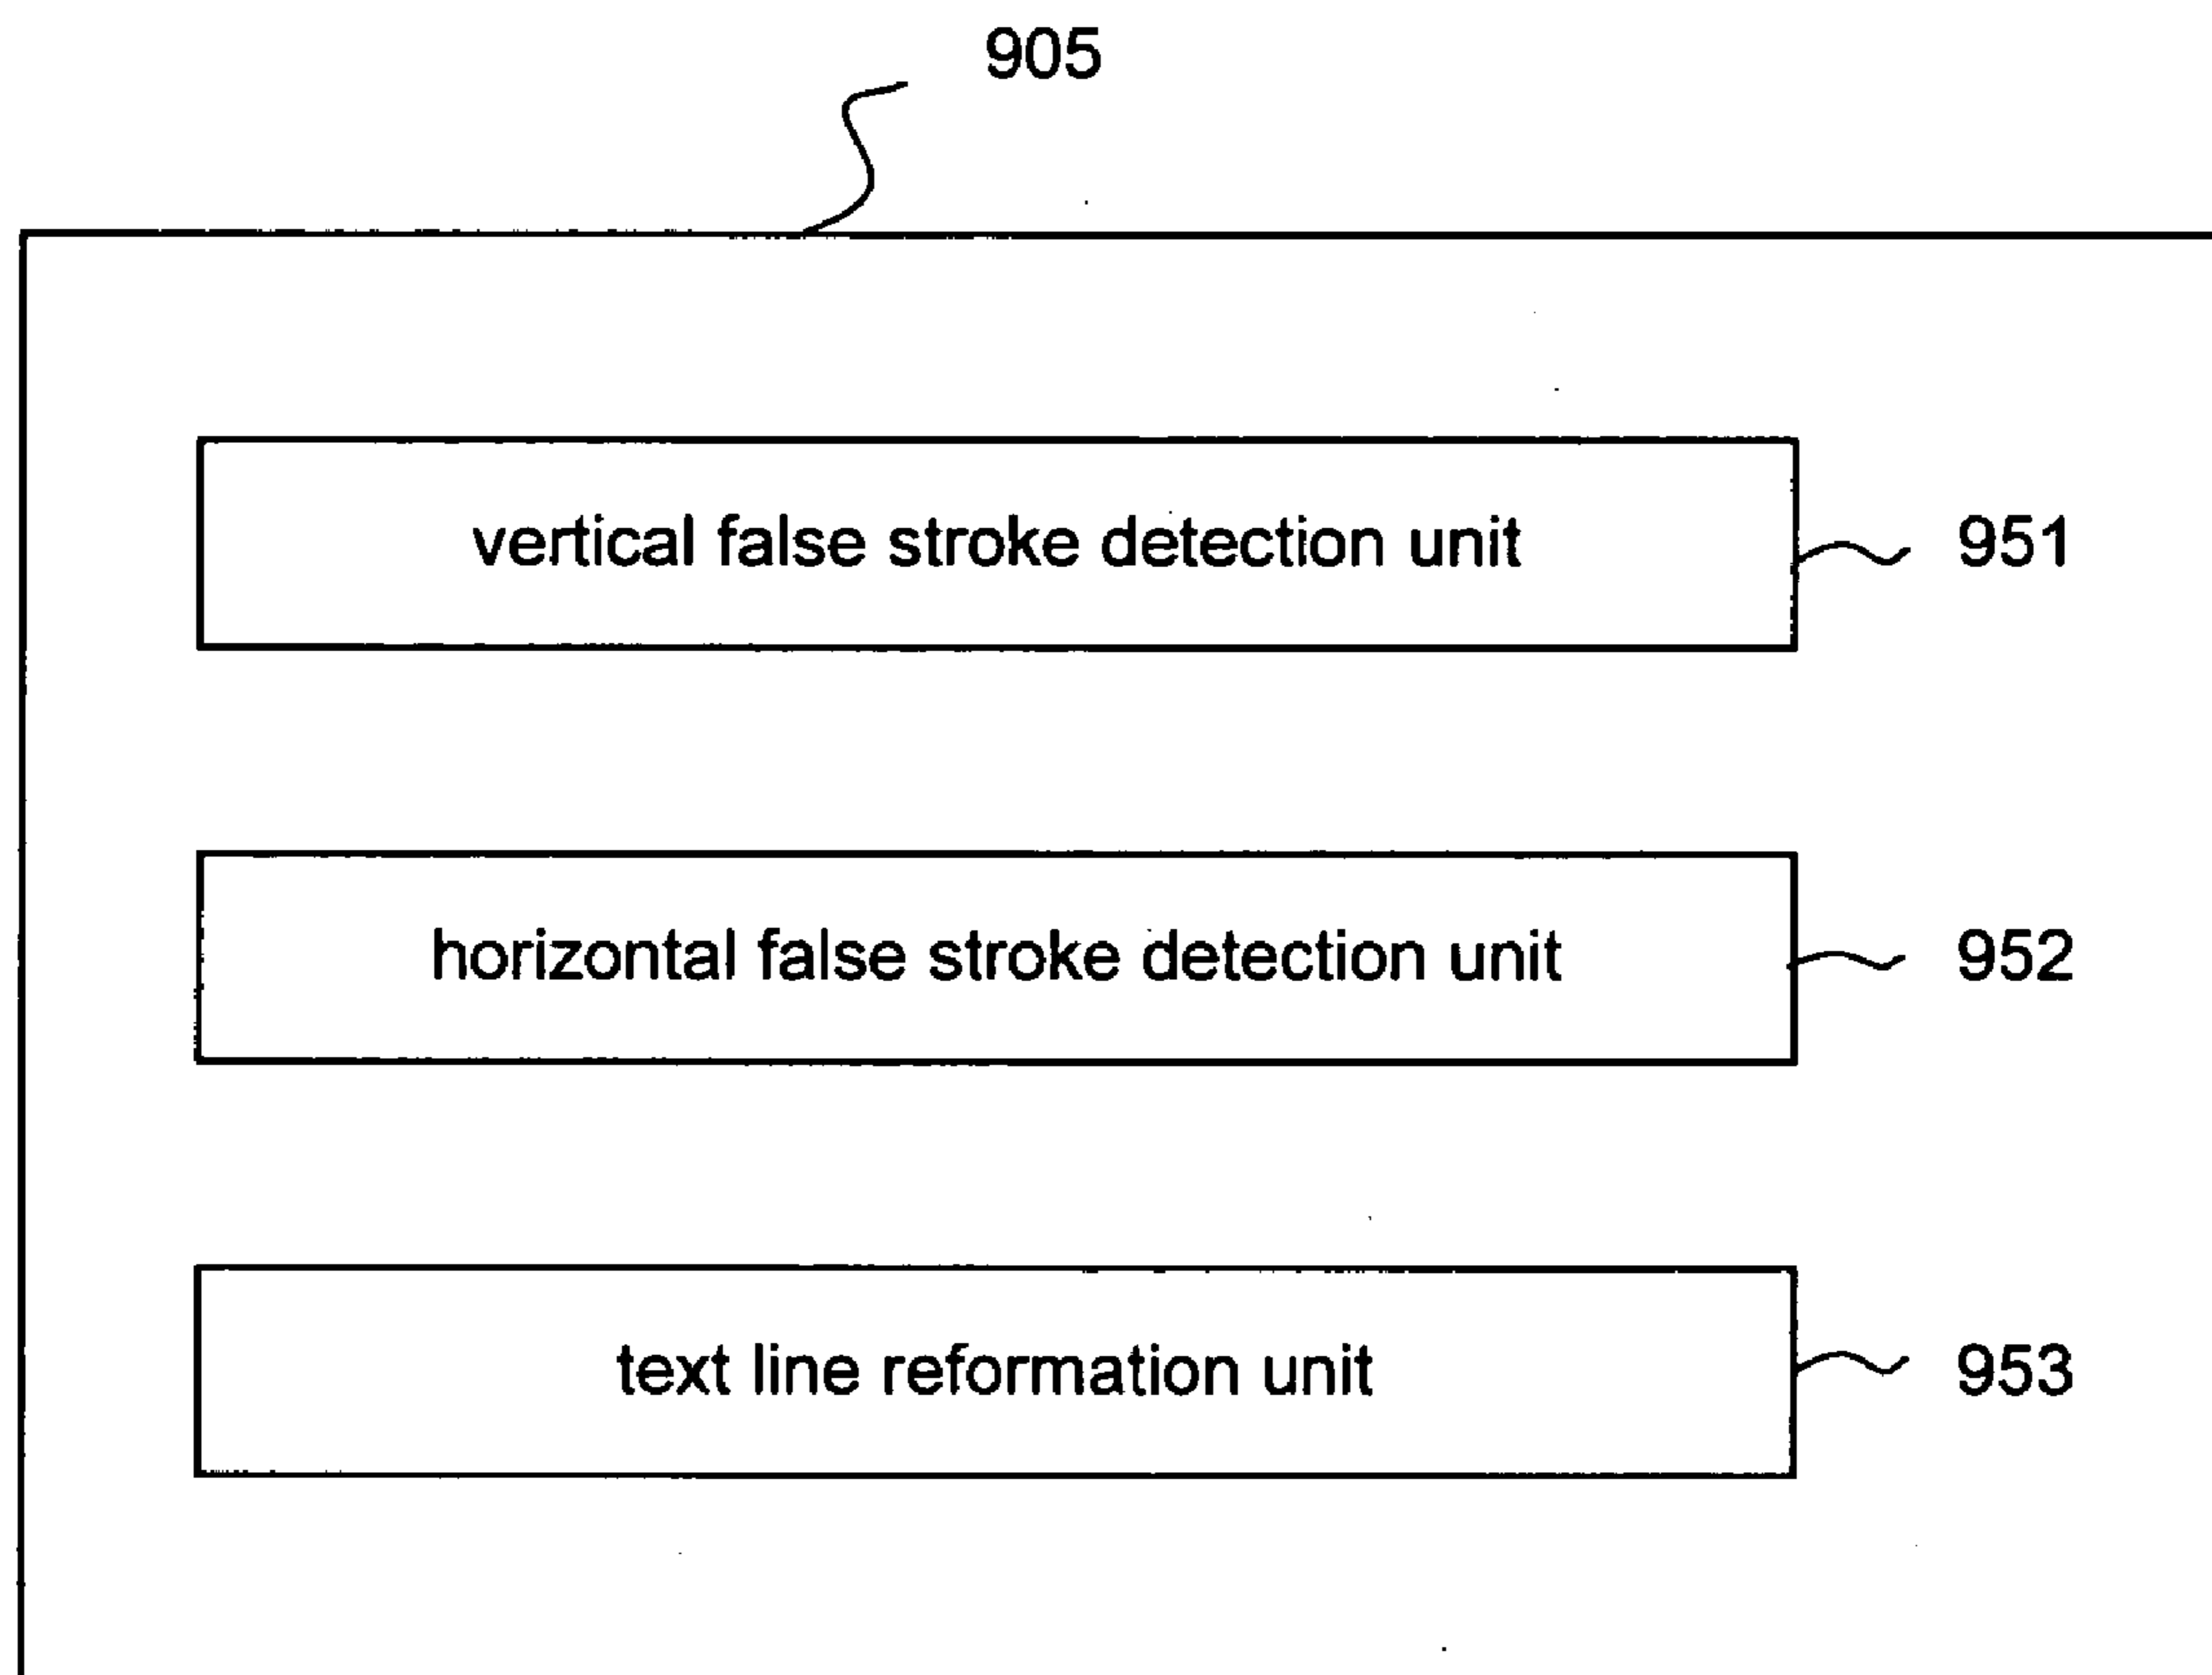 905
vertical false stroke detection unit
951
horizontal false stroke detection unit
952
text line reformation unit
953